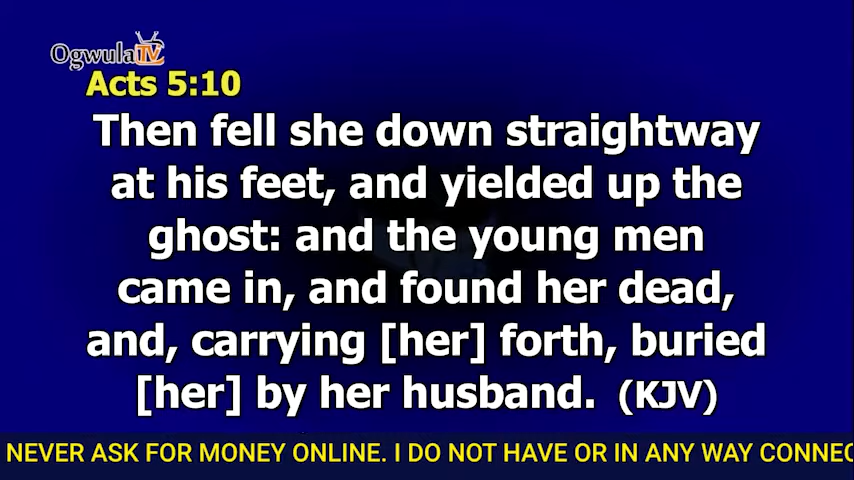 OgwulaTV
Acts 5:10
Then fell she down straightway
at his feet, and yielded up the
ghost: and the young men
came in, and found her dead,
and, carrying [her] forth, buried
[her] by her husband. (KJV)
NEVER ASK FOR MONEY ONLINE. I DO NOT HAVE OR IN ANY WAY CONNEC